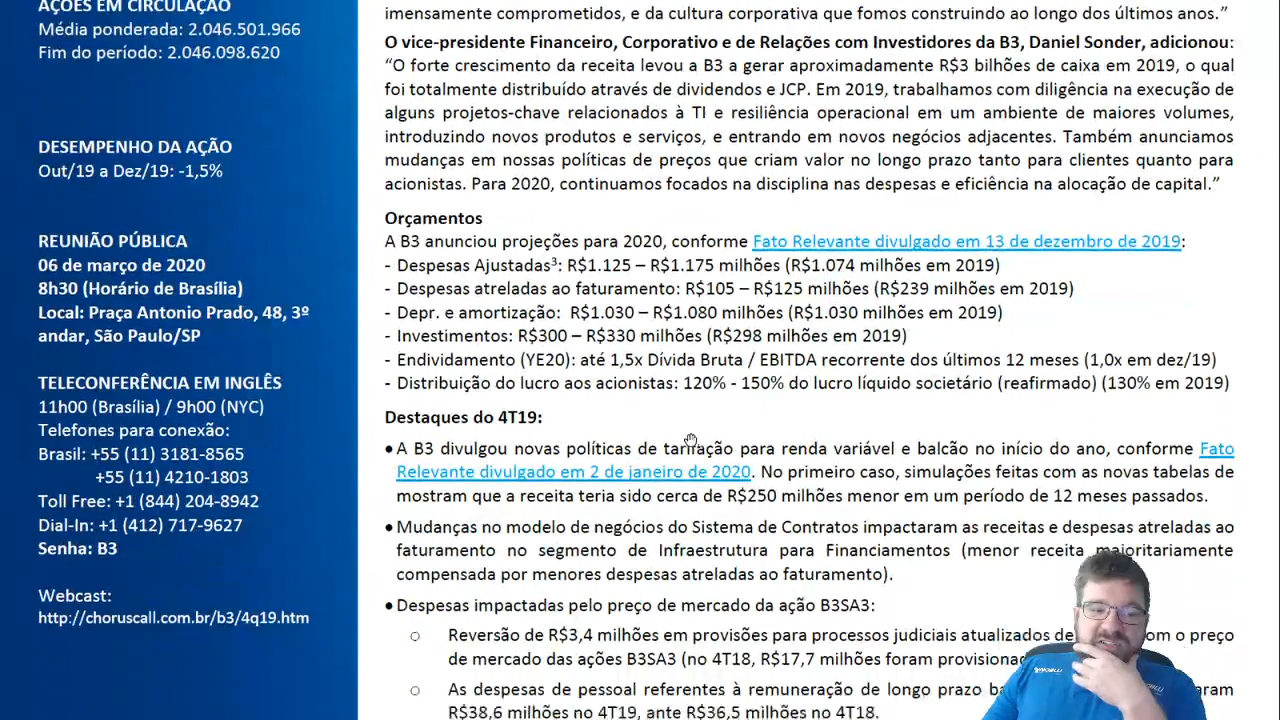 AÇÕES EM CIRCULAÇÃO
Média ponderada: 2.046.501.966
Fim do período: 2.046.098.620
DESEMPENHO DA AÇÃO
Out/19 a Dez/19: -1,5%
REUNIÃO PÚBLICA
06 de março de 2020
8h30 (Horário de Brasília)
Local: Praça Antonio Prado, 48, 3º
andar, São Paulo/SP
TELECONFERÊNCIA EM INGLÊS
11h00 (Brasília) / 9h00 (NYC)
Telefones para conexão:
Brasil: +55 (11) 3181-8565
+55 (11) 4210-1803
Toll Free: +1 (844) 204-8942
Dial-In: +1 (412) 717-9627
Senha: B3
Webcast:
http://choruscall.com.br/b3/4q19.htm
imensamente comprometidos, e da cultura corporativa que fomos construindo ao longo dos últimos anos.”
O vice-presidente Financeiro, Corporativo e de Relações com Investidores da B3, Daniel Sonder, adicionou:
“O forte crescimento da receita levou a B3 a gerar aproximadamente R$3 bilhões de caixa em 2019, o qual
foi totalmente distribuído através de dividendos e JCP. Em 2019, trabalhamos com diligência na execução de
alguns projetos-chave relacionados à TI e resiliência operacional em um ambiente de maiores volumes,
introduzindo novos produtos e serviços, e entrando em novos negócios adjacentes. Também anunciamos
mudanças em nossas políticas de preços que criam valor no longo prazo tanto para clientes quanto para
acionistas. Para 2020, continuamos focados na disciplina nas despesas e eficiência na alocação de capital.”
Orçamentos
A B3 anunciou projeções para 2020, conforme Fato Relevante divulgado em 13 de dezembro de 2019:
- Despesas Ajustadas³: R$1.125 – R$1.175 milhões (R$1.074 milhões em 2019)
- Despesas atreladas ao faturamento: R$105 – R$125 milhões (R$239 milhões em 2019)
- Depr. e amortização: R$1.030 – R$1.080 milhões (R$1.030 milhões em 2019)
- Investimentos: R$300 – R$330 milhões (R$298 milhões em 2019)
- Endividamento (YE20): até 1,5x Dívida Bruta / EBITDA recorrente dos últimos 12 meses (1,0x em dez/19)
- Distribuição do lucro aos acionistas: 120% - 150% do lucro líquido societário (reafirmado) (130% em 2019)
Destaques do 4T19:
• A B3 divulgou novas políticas de tarifação para renda variável e balcão no início do ano, conforme Fato
Relevante divulgado em 2 de janeiro de 2020. No primeiro caso, simulações feitas com as novas tabelas de
mostram que a receita teria sido cerca de R$250 milhões menor em um período de 12 meses passados.
• Mudanças no modelo de negócios do Sistema de Contratos impactaram as receitas e despesas atreladas ao
faturamento no segmento de Infraestrutura para Financiamentos (menor receita majoritariamente
compensada por menores despesas atreladas ao faturamento).
• Despesas impactadas pelo preço de mercado da ação B3SA3:
○ Reversão de R$3,4 milhões em provisões para processos judiciais atualizados de om o preço
de mercado das ações B3SA3 (no 4T18, R$17,7 milhões foram provisiona
○ As despesas de pessoal referentes à remuneração de longo prazo ba aram
R$38,6 milhões no 4T19, ante R$36,5 milhões no 4T18.